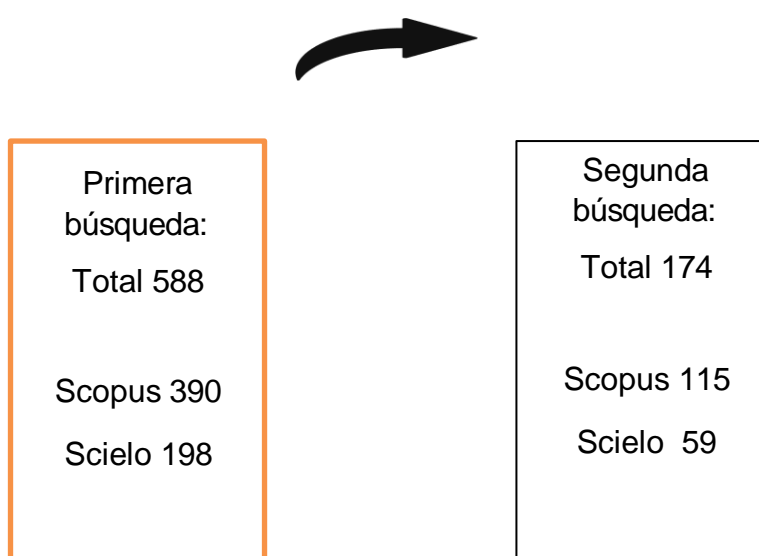 Primera
búsqueda:
Total 588
Scopus 390
Scielo 198
Segunda
búsqueda:
Total 174
Scopus 115
Scielo  59